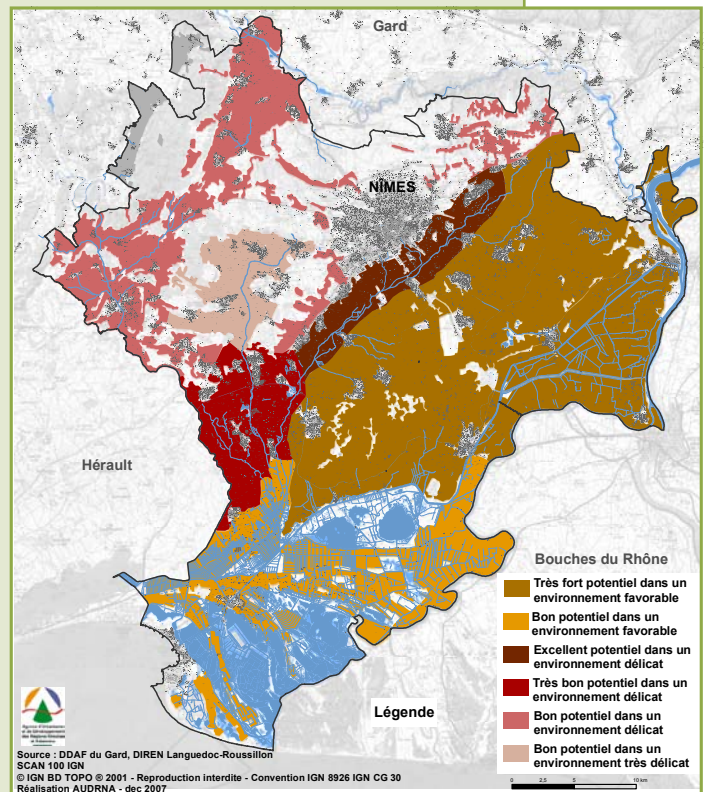 Gard
NIMES
Hérault
Bouches du Rhône
Très fort potentiel dans un
environnement favorable
Bon potentiel dans un
environnement favorable
Excellent potentiel dans un
environnement délicat
Très bon potentiel dans un
environnement délicat
Bon potentiel dans un
environnement délicat
Bon potentiel dans un
environnement très délicat
Légende
Source : DDAF du Gard, DIREN Languedoc-Roussillon
SCAN 100 IGN
© IGN BD TOPO ® 2001 - Reproduction interdite - Convention IGN 8926 IGN CG 30
Réalisation AUDRNA - dec 2007
0 2,5 5 10 km